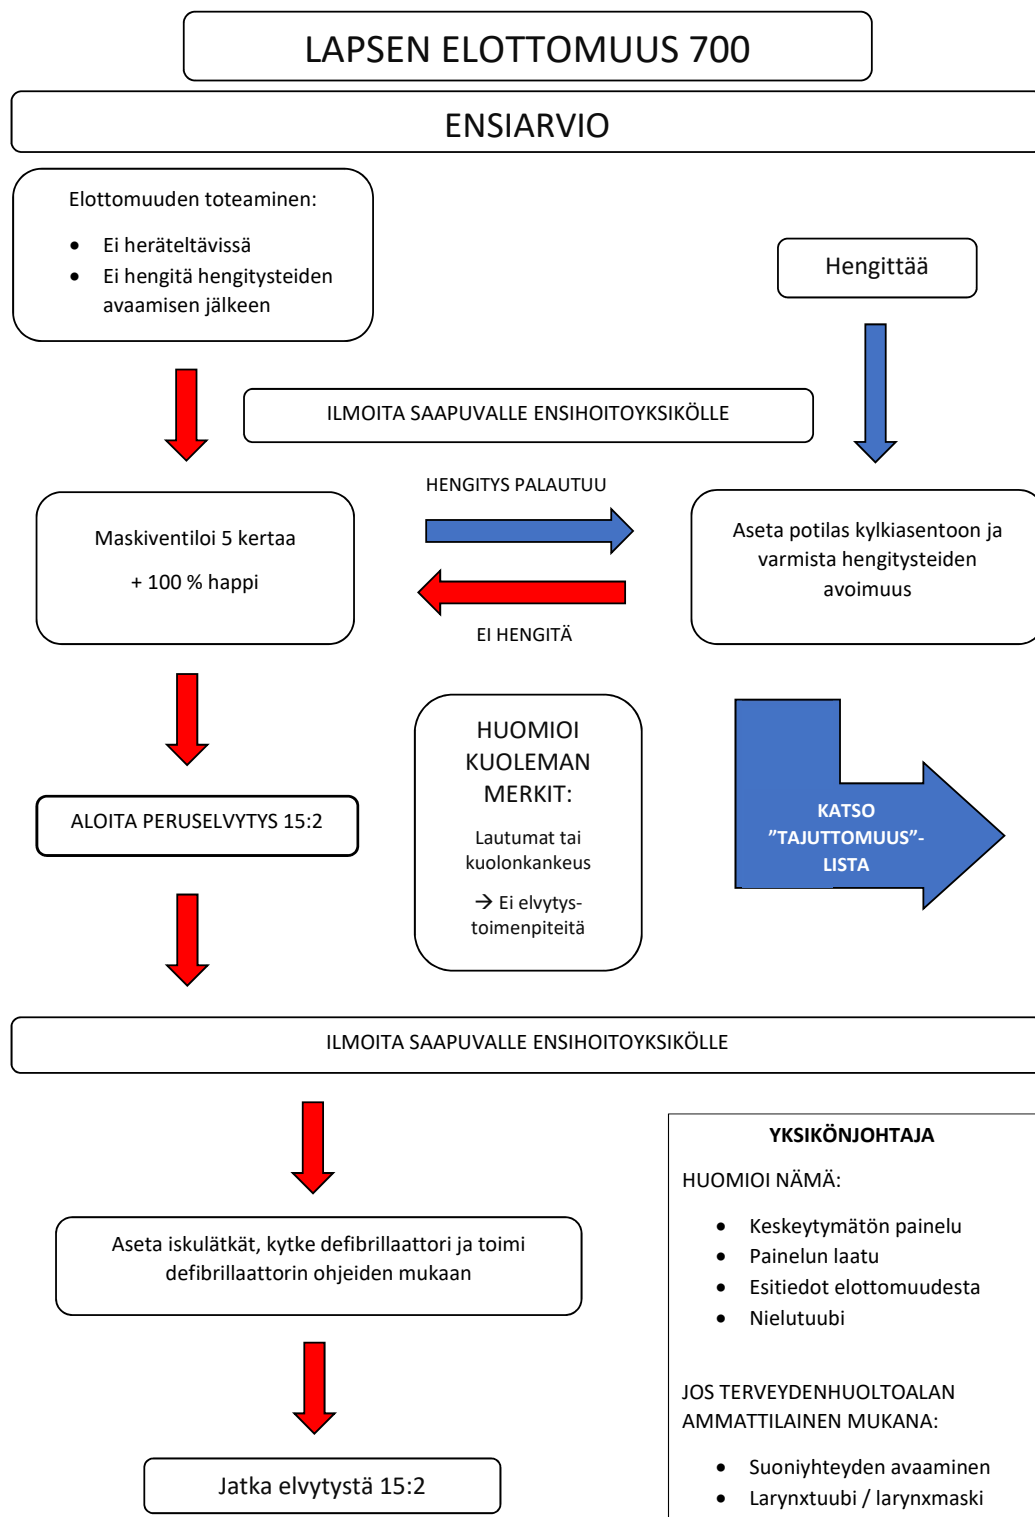 LAPSEN ELOTTOMUUS 700
ENSIARVIO
Elottomuuden toteaminen:
• Ei heräteltävissä
• Ei hengitä hengitysteiden
avaamisen jälkeen
Hengittää
ILMOITA SAAPUVALLE ENSIHOITOYKSIKÖLLE
Maskiventiloi 5 kertaa
+ 100 % happi
HENGITYS PALAUTUU
EI HENGITÄ
Aseta potilas kylkiasentoon ja
varmista hengitysteiden
avoimuus
ALOITA PERUSELVYTYS 15:2
HUOMIOI
KUOLEMAN
MERKIT:
Lautumat tai
kuolonkankeus
→ Ei elvytys-
toimenpiteitä
KATSO
”TAJUTTOMUUS”-
LISTA
ILMOITA SAAPUVALLE ENSIHOITOYKSIKÖLLE
Aseta iskulätkät, kytke defibrillaattori ja toimi
defibrillaattorin ohjeiden mukaan
Jatka elvytystä 15:2
YKSIKÖNJOHTAJA
HUOMIOI NÄMÄ:
• Keskeytymätön painelu
• Painelun laatu
• Esitiedot elottomuudesta
• Nielutuubi
JOS TERVEYDENHUOLTOALAN
AMMATTILAINEN MUKANA:
• Suoniyhteyden avaaminen
• Larynxtuubi / larynxmaski